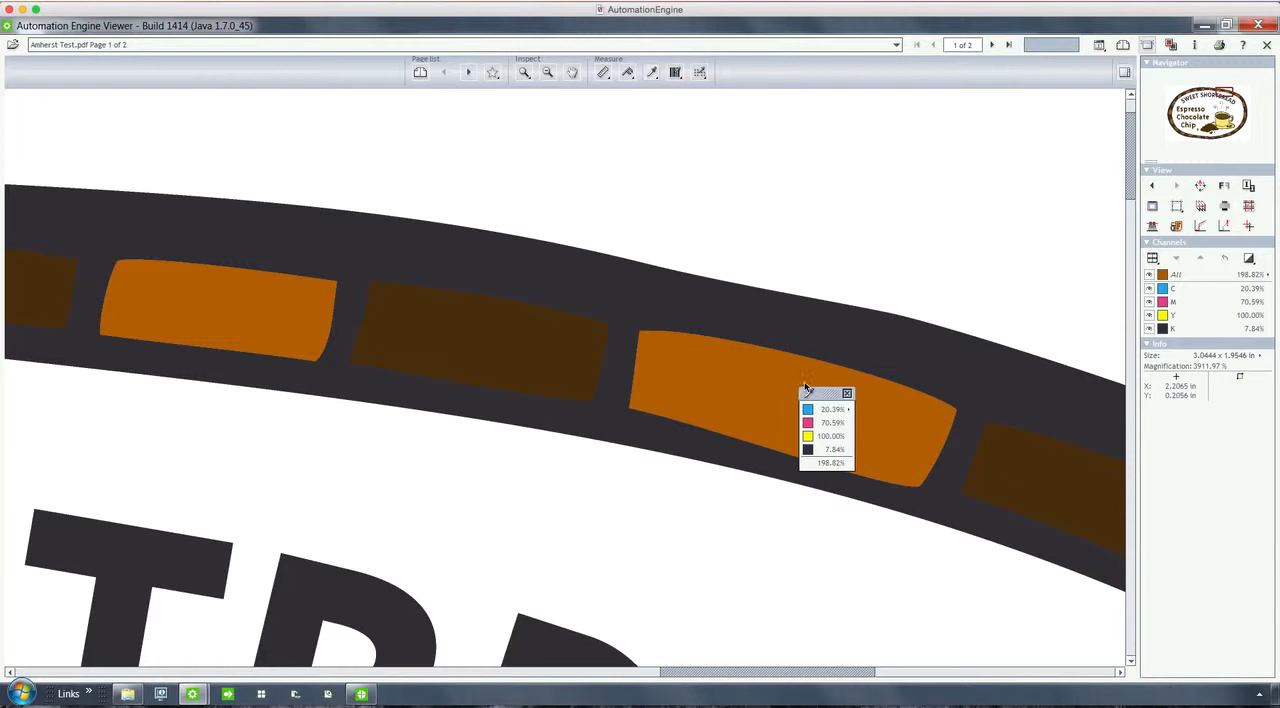 AutomationEngine
Automation Engine Viewer - Build 1414 (Java 1.7.0_45)
Amherst Test.pdf Page 1 of 2
1 of 2
Page list
Inspect
Measure
Navigator
SWEET SHORTBREAD
Espresso
Chocolate
Chip
View
Channels
All 198.82%
C 20.39%
M 70.59%
Y 100.00%
K 7.84%
Info
Size: 3.0444 x 1.9546 in
Magnification: 3911.97 %
X: 2.2065 in
Y: 0.2056 in
20.39%
70.59%
100.00%
7.84%
198.82%
Links »